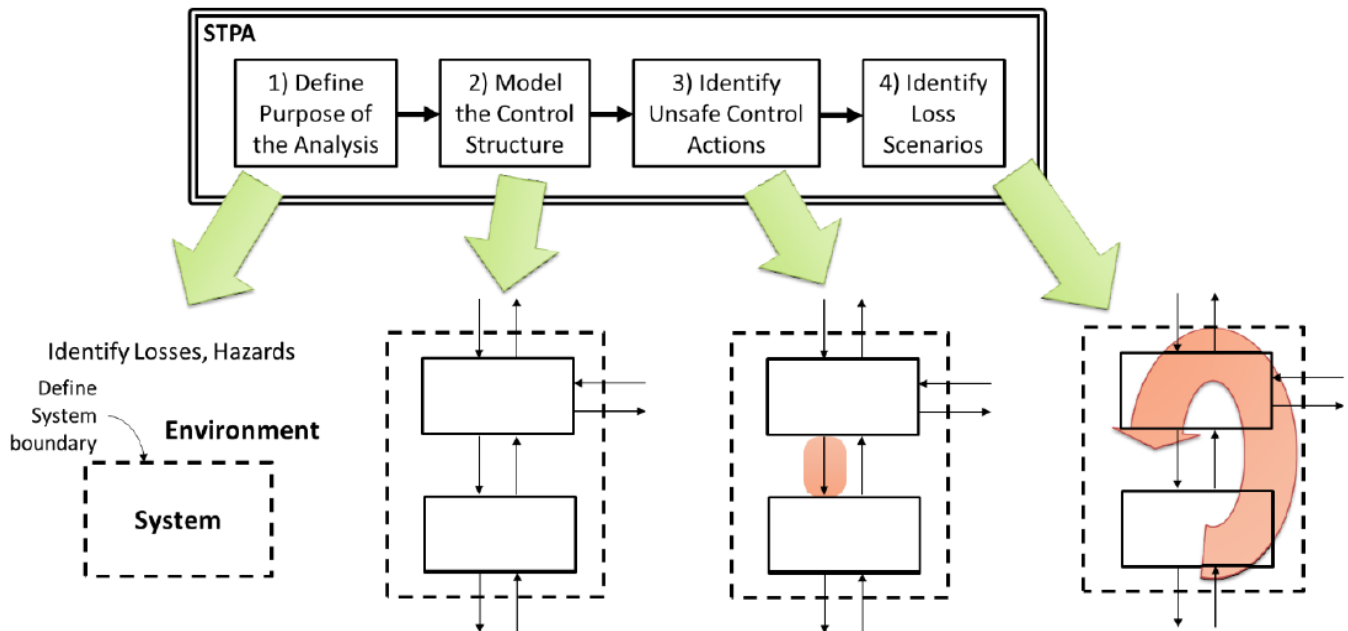 STPA
1) Define
Purpose of
the Analysis
2) Model
the Control
Structure
3) Identify
Unsafe Control
Actions
4) Identify
Loss
Scenarios
Identify Losses, Hazards
Define
System
boundary
Environment
System